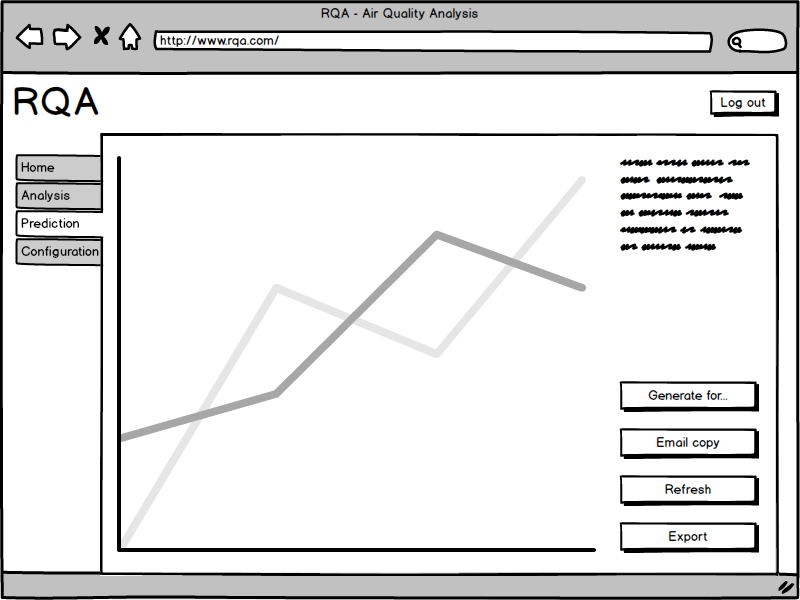 RQA - Air Quality Analysis
http://www.rqa.com/
RQA
Log out
Home
Analysis
Prediction
Configuration
Generate for...
Email copy
Refresh
Export